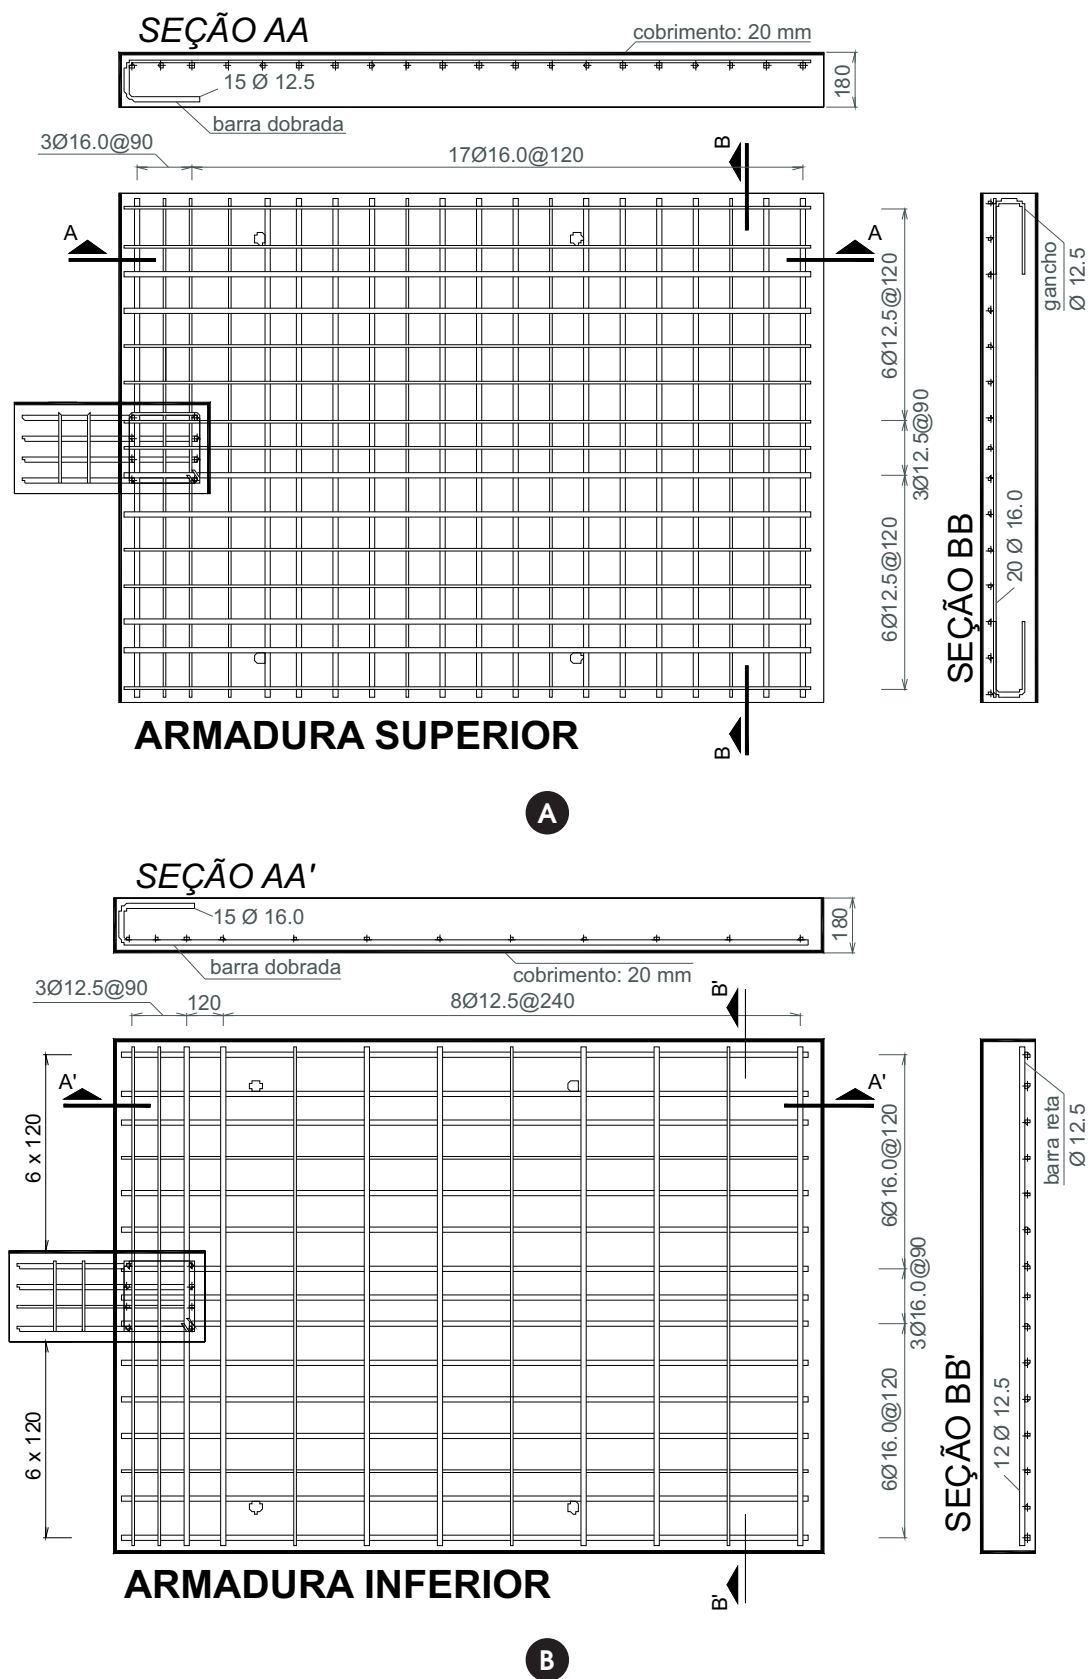 SEÇÃO AA
cobrimento: 20 mm
15 Ø 12.5
barra dobrada
180
3Ø16.0@90
17Ø16.0@120
B
A
A
6Ø12.5@120
3Ø12.5@90
6Ø12.5@120
gancho
Ø 12.5
20 Ø 16.0
SEÇÃO BB
B
ARMADURA SUPERIOR
A
SEÇÃO AA'
15 Ø 16.0
180
barra dobrada
cobrimento: 20 mm
3Ø12.5@90
120
8Ø12.5@240
B'
A'
A'
6 x 120
6 x 120
6Ø16.0@120
3Ø16.0@90
6Ø16.0@120
barra reta
Ø 12.5
12 Ø 12.5
SEÇÃO BB'
B'
ARMADURA INFERIOR
B